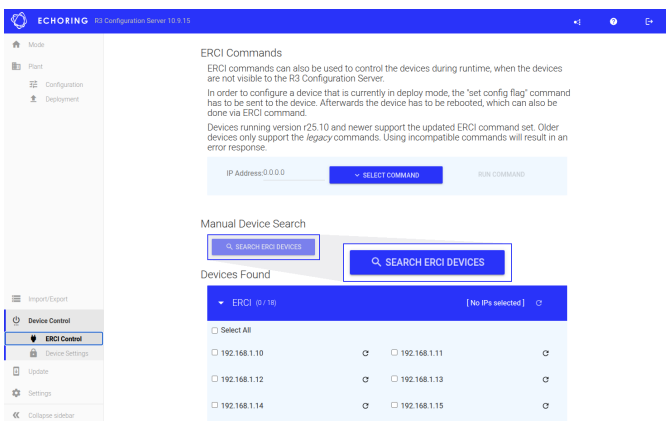 ECHORING R3 Configuration Server 10.9.15
Mode
Plant
Configuration
Deployment
Import/Export
Device Control
ERCI Control
Device Settings
Update
Settings
Collapse sidebar
ERCI Commands
ERCI commands can also be used to control the devices during runtime, when the devices
are not visible to the R3 Configuration Server.
In order to configure a device that is currently in deploy mode, the "set config flag" command
has to be sent to the device. Afterwards the device has to be rebooted, which can also be
done via ERCI command.
Devices running version r25.10 and newer support the updated ERCI command set. Older
devices only support the legacy commands. Using incompatible commands will result in an
error response.
IP Address:0.0.0.0 SELECT COMMAND RUN COMMAND
Manual Device Search
SEARCH ERCI DEVICES
SEARCH ERCI DEVICES
Devices Found
ERCI (0 / 18) [ No IPs selected ]
Select All
192.168.1.10 192.168.1.11
192.168.1.12 192.168.1.13
192.168.1.14 192.168.1.15